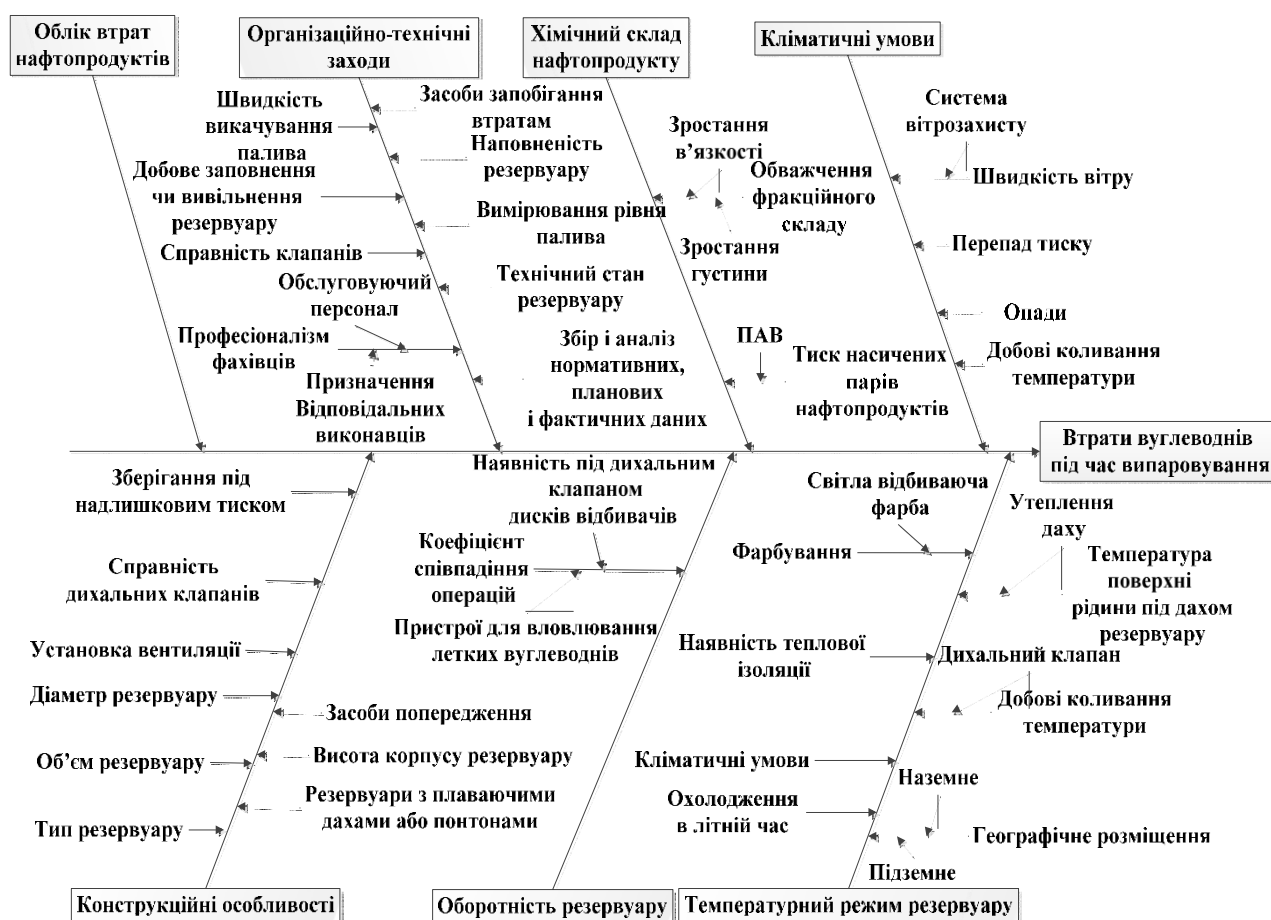 Облік втрат
нафтопродуктів
Організаційно-технічні
заходи
Хімічний склад
нафтопродукту
Кліматичні умови
Швидкість
викачування
палива
Засоби запобігання
втратам
Добове заповнення
чи вивільнення
резервуару
Наповненість
резервуару
Справність клапанів
Вимірювання рівня
палива
Обслуговуючий
персонал
Технічний стан
резервуару
Професіоналізм
фахівців
Призначення
Відповідальних
виконавців
Збір і аналіз
нормативних,
планових
і фактичних даних
Зростання
в’язкості
Обважчення
фракційного
складу
Зростання
густини
ПАВ
Тиск насичених
парів
нафтопродуктів
Система
вітрозахисту
Швидкість вітру
Перепад тиску
Опади
Добові коливання
температури
Втрати вуглеводнів
під час випаровування
Зберігання під
надлишковим тиском
Справність
дихальних клапанів
Установка вентиляції
Діаметр резервуару
Засоби попередження
Об’єм резервуару
Висота корпусу резервуару
Тип резервуару
Резервуари з плаваючими
дахами або понтонами
Наявність під дихальним
клапаном
дисків відбивачів
Коефіцієнт
співпадіння
операцій
Пристрої для вловлювання
летких вуглеводнів
Світла відбиваюча
фарба
Фарбування
Утеплення
даху
Температура
поверхні
рідини під дахом
резервуару
Наявність теплової
ізоляції
Дихальний клапан
Добові коливання
температури
Кліматичні умови
Охолодження
в літній час
Наземне
Географічне розміщення
Підземне
Конструкційні особливості
Оборотність резервуару
Температурний режим резервуару